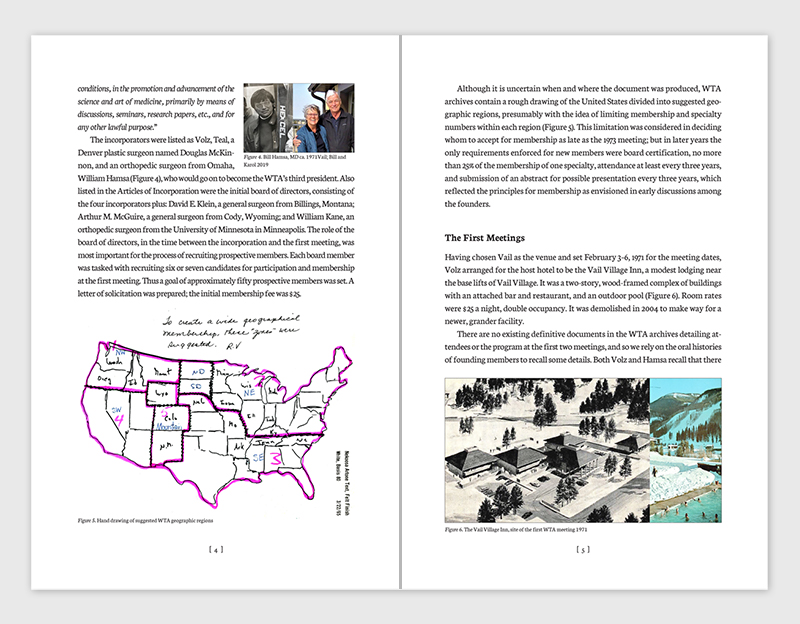 conditions, in the promotion and advancement of the
science and art of medicine, primarily by means of
discussions, seminars, research papers, etc., and for
any other lawful purpose."
The incorporators were listed as Volz, Teal, a
Denver plastic surgeon named Douglas McKin-
non, and an orthopedic surgeon from Omaha,
William Hamsa (Figure 4), who would go on to become the WTA's third president. Also
listed in the Articles of Incorporation were the initial board of directors, consisting of
the four incorporators plus: David E. Klein, a general surgeon from Billings, Montana;
Arthur M. McGuire, a general surgeon from Cody, Wyoming; and William Kane, an
orthopedic surgeon from the University of Minnesota in Minneapolis. The role of the
board of directors, in the time between the incorporation and the first meeting, was
most important for the process of recruiting prospective members. Each board member
was tasked with recruiting six or seven candidates for participation and membership
at the first meeting. Thus a goal of approximately fifty prospective members was set. A
letter of solicitation was prepared; the initial membership fee was $25.
Figure 4. Bill Hamsa, MD ca. 1971 Vail; Bill and
Karol 2019
To create a wide geographical
membership these "zones" were
suggested. R.V
NW
Oreg
Id
Mont
Wyo
ND
SD
Neb
Iowa
NE
SW
4
Colo
Mountain
N.M.
Mo
Ill
Ark
Tenn
SE
3
Nekoosa Arbone Text, Felt Finish
White, Basis 80
3/22/95
Figure 5. Hand drawing of suggested WTA geographic regions
[ 4 ]
Although it is uncertain when and where the document was produced, WTA
archives contain a rough drawing of the United States divided into suggested geo-
graphic regions, presumably with the idea of limiting membership and specialty
numbers within each region (Figure 5). This limitation was considered in deciding
whom to accept for membership as late as the 1973 meeting; but in later years the
only requirements enforced for new members were board certification, no more
than 25% of the membership of one specialty, attendance at least every three years,
and submission of an abstract for possible presentation every three years, which
reflected the principles for membership as envisioned in early discussions among
the founders.
The First Meetings
Having chosen Vail as the venue and set February 3-6, 1971 for the meeting dates,
Volz arranged for the host hotel to be the Vail Village Inn, a modest lodging near
the base lifts of Vail Village. It was a two-story, wood-framed complex of buildings
with an attached bar and restaurant, and an outdoor pool (Figure 6). Room rates
were $25 a night, double occupancy. It was demolished in 2004 to make way for a
newer, grander facility.
There are no existing definitive documents in the WTA archives detailing at-
tendees or the program at the first two meetings, and so we rely on the oral histories
of founding members to recall some details. Both Volz and Hamsa recall that there
Figure 6. The Vail Village Inn, site of the first WTA meeting 1971
[ 5 ]